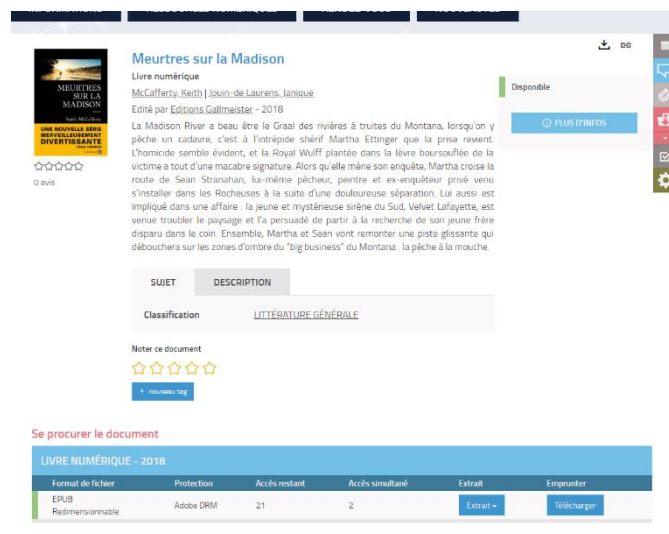 Meurtres sur la Madison
Livre numérique
McCafferty, Keith | Jouin-de Laurens, Janique
Edité par Editions Gallmeister - 2018
La Madison River a beau être le Graal des rivières à truites du Montana, lorsqu'on y
pêche un cadavre, c'est à l'intrépide shérif Martha Ettinger que la prise revient.
L'homicide semble évident, et la Royal Wulff plantée dans la lèvre boursouflée de la
victime a tout d'une macabre signature. Alors qu'elle mène son enquête, Martha croise la
route de Sean Stranahan, lui-même pêcheur, peintre et ex-enquêteur privé venu
s'installer dans les Rocheuses à la suite d'une douloureuse séparation. Lui aussi est
impliqué dans une affaire : la jeune et mystérieuse sirène du Sud, Velvet Lafayette, est
venue troubler le paysage et l'a persuadé de partir à la recherche de son jeune frère
disparu dans le coin. Ensemble, Martha et Sean vont remonter une piste glissante qui
débouchera sur les zones d'ombre du "big business" du Montana : la pêche à la mouche.
MEURTRES
SUR LA
MADISON
Keith McCafferty
UNE NOUVELLE SÉRIE
MERVEILLEUSEMENT
DIVERTISSANTE
0 avis
Disponible
PLUS D'INFOS
SUJET
DESCRIPTION
Classification
LITTÉRATURE GÉNÉRALE
Noter ce document
+ nouveau tag
Se procurer le document
LIVRE NUMÉRIQUE - 2018
Format de fichier Protection Accès restant Accès simultané Extrait Emprunter
EPUB
Redimensionnable Adobe DRM 21 2 Extrait Télécharger